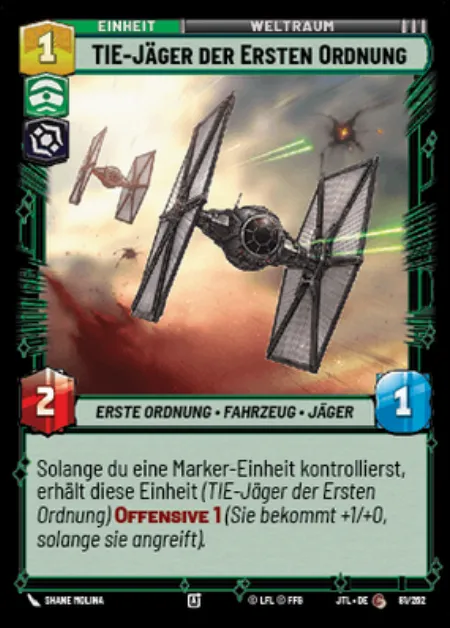 EINHEIT
WELTRAUM
1
TIE-JÄGER DER ERSTEN ORDNUNG
2
ERSTE ORDNUNG • FAHRZEUG • JÄGER
1
Solange du eine Marker-Einheit kontrollierst,
erhält diese Einheit (TIE-Jäger der Ersten
Ordnung) OFFENSIVE 1 (Sie bekommt +1/+0,
solange sie angreift).
SHANE MOLINA
© LFL © FFG
JTL • DE